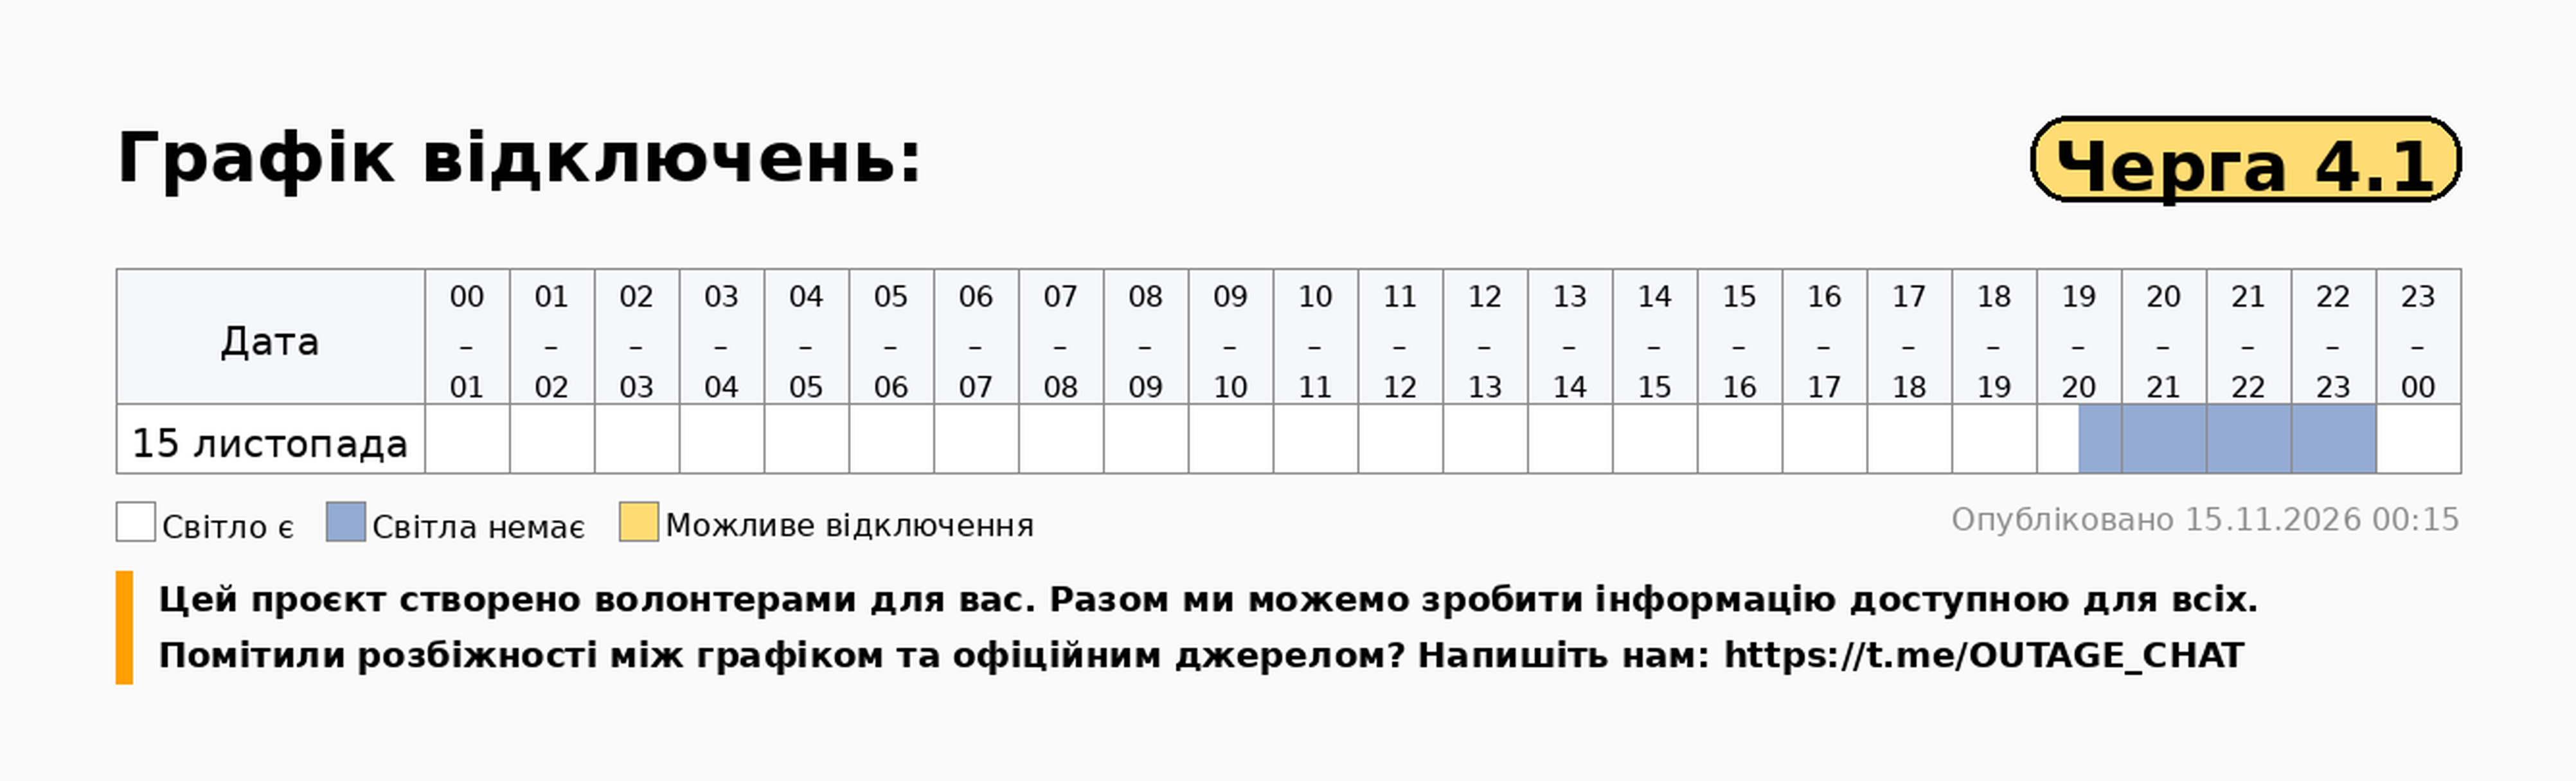 Графік відключень:
Черга 4.1
Дата 00 – 01 01 – 02 02 – 03 03 – 04 04 – 05 05 – 06 06 – 07 07 – 08 08 – 09 09 – 10 10 – 11 11 – 12 12 – 13 13 – 14 14 – 15 15 – 16 16 – 17 17 – 18 18 – 19 19 – 20 20 – 21 21 – 22 22 – 23 23 – 00
15 листопада
Світло є Світла немає Можливе відключення
Опубліковано 15.11.2026 00:15
Цей проєкт створено волонтерами для вас. Разом ми можемо зробити інформацію доступною для всіх.
Помітили розбіжності між графіком та офіційним джерелом? Напишіть нам: https://t.me/OUTAGE_CHAT